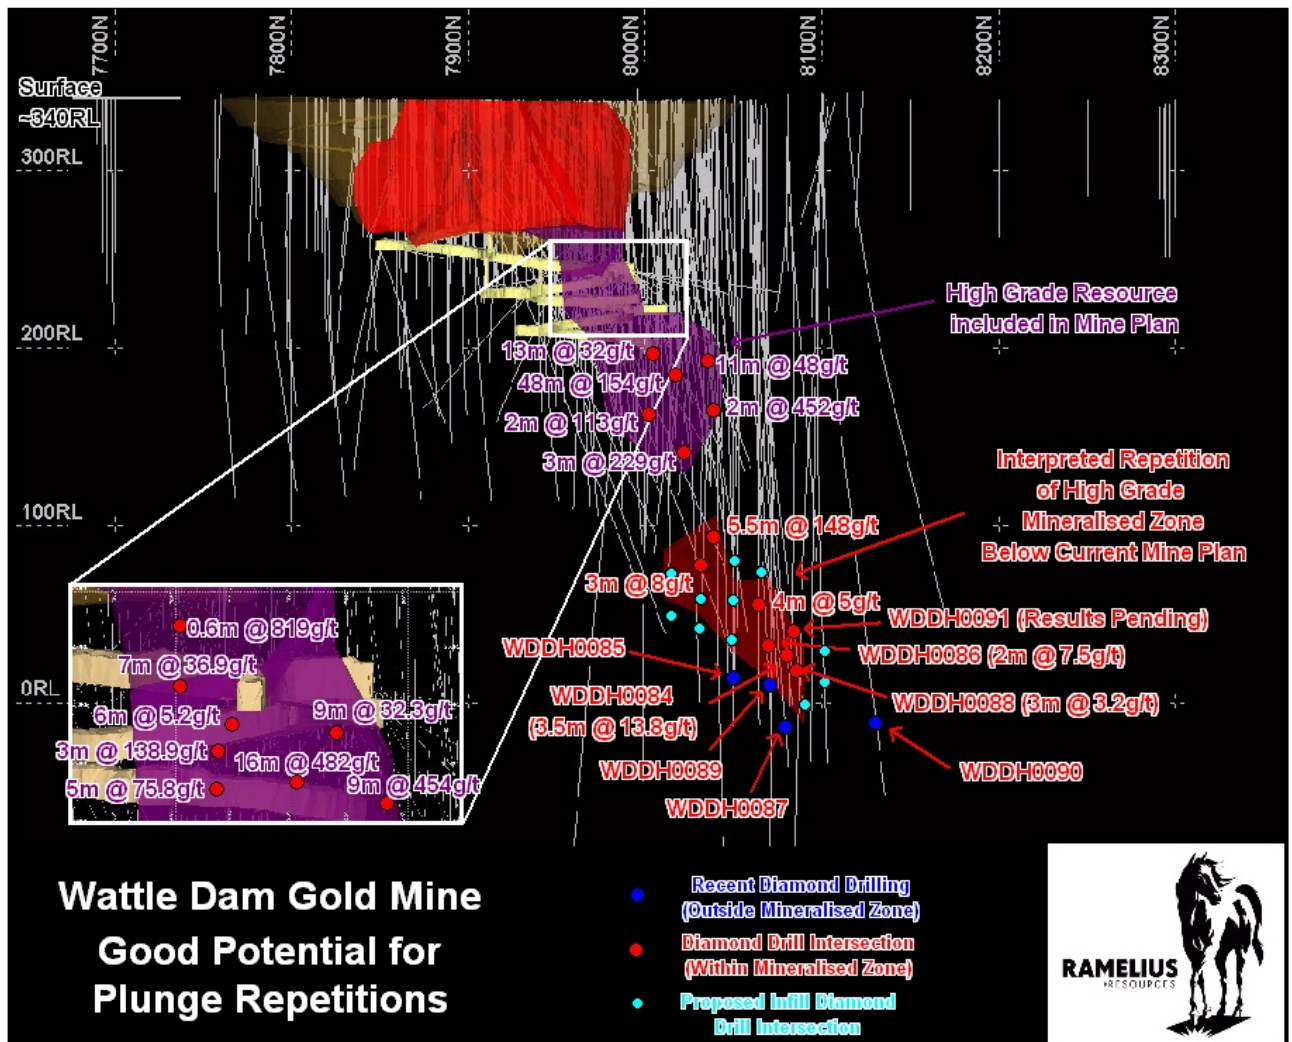 7700N
7800N
7900N
8000N
8100N
8200N
8300N
Surface
~340RL
300RL
200RL
100RL
0RL
High Grade Resource
included in Mine Plan
13m @ 32g/t
11m @ 48g/t
48m @ 154g/t
2m @ 113g/t
2m @ 452g/t
3m @ 229g/t
Interpreted Repetition
of High Grade
Mineralised Zone
Below Current Mine Plan
5.5m @ 148g/t
3m @ 8g/t
4m @ 5g/t
WDDH0091 (Results Pending)
WDDH0085
WDDH0086 (2m @ 7.5g/t)
WDDH0084
(3.5m @ 13.8g/t)
WDDH0088 (3m @ 3.2g/t)
WDDH0089
WDDH0090
WDDH0087
0.6m @ 819g/t
7m @ 36.9g/t
6m @ 5.2g/t
9m @ 32.3g/t
3m @ 138.9g/t
16m @ 482g/t
5m @ 75.8g/t
9m @ 454g/t
Wattle Dam Gold Mine
Good Potential for
Plunge Repetitions
Recent Diamond Drilling
(Outside Mineralised Zone)
Diamond Drill Intersection
(Within Mineralised Zone)
Proposed Infill Diamond
Drill Intersection
RAMELIUS
RESOURCES